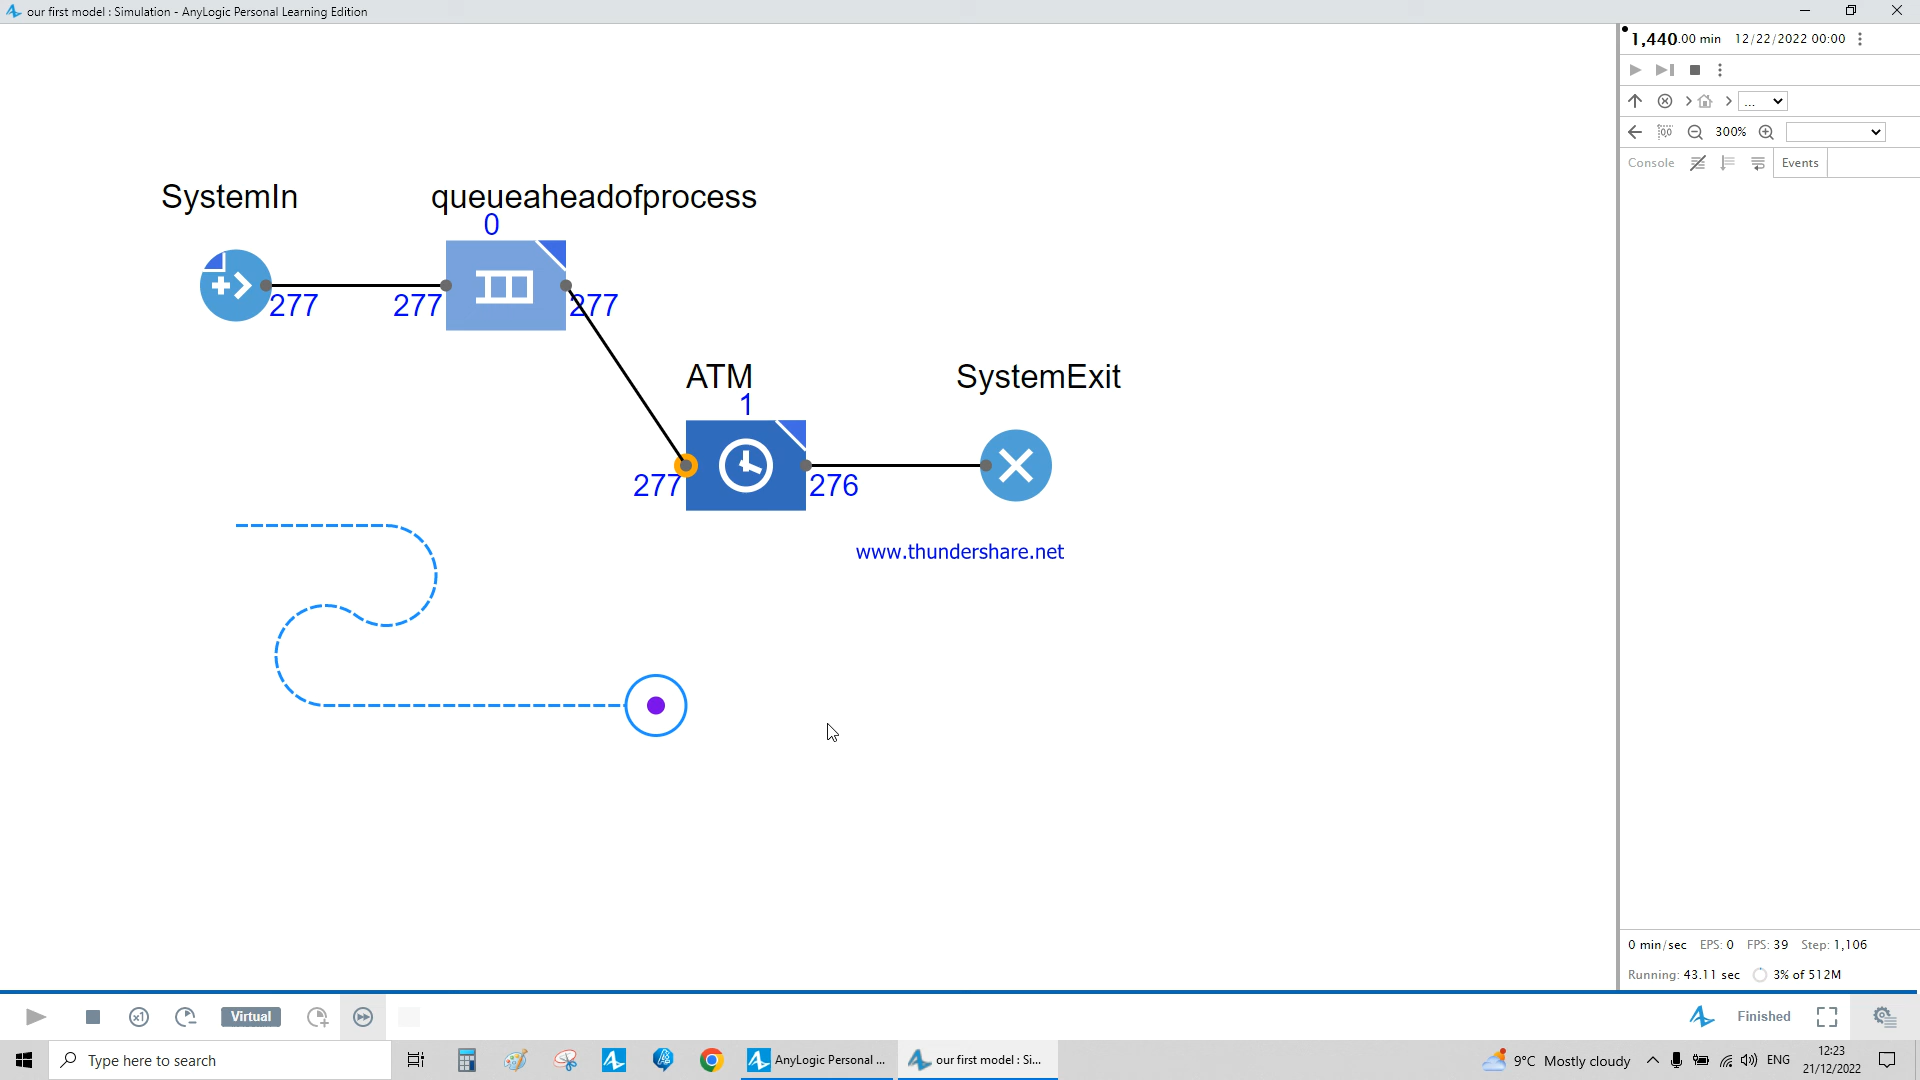 our first model : Simulation - AnyLogic Personal Learning Edition
1,440.00 min 12/22/2022 00:00
...
300%
Console Events
SystemIn
queueaheadofprocess
0
277
277
277
ATM
1
SystemExit
277
276
www.thundershare.net
0 min/sec EPS: 0 FPS: 39 Step: 1,106
Running: 43.11 sec 3% of 512M
x1 Virtual Finished
Type here to search
AnyLogic Personal ...
our first model : Si...
9°C Mostly cloudy
ENG
12:23
21/12/2022